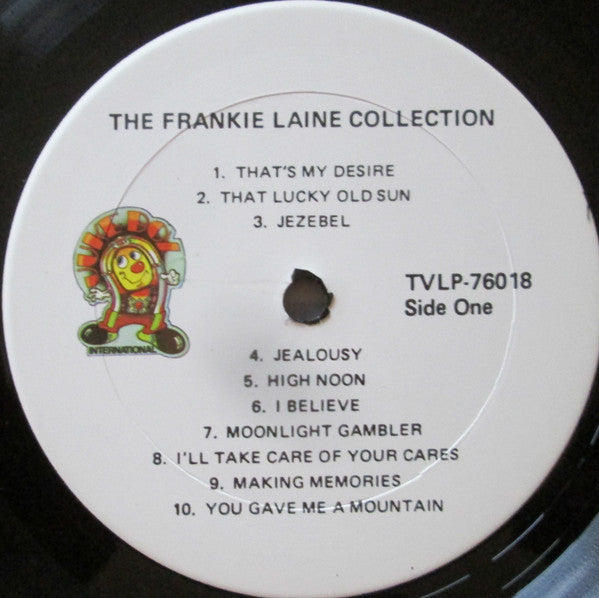 THE FRANKIE LAINE COLLECTION
1. THAT'S MY DESIRE
2. THAT LUCKY OLD SUN
3. JEZEBEL
JUKE BOX
INTERNATIONAL
TVLP-76018
Side One
4. JEALOUSY
5. HIGH NOON
6. I BELIEVE
7. MOONLIGHT GAMBLER
8. I'LL TAKE CARE OF YOUR CARES
9. MAKING MEMORIES
10. YOU GAVE ME A MOUNTAIN